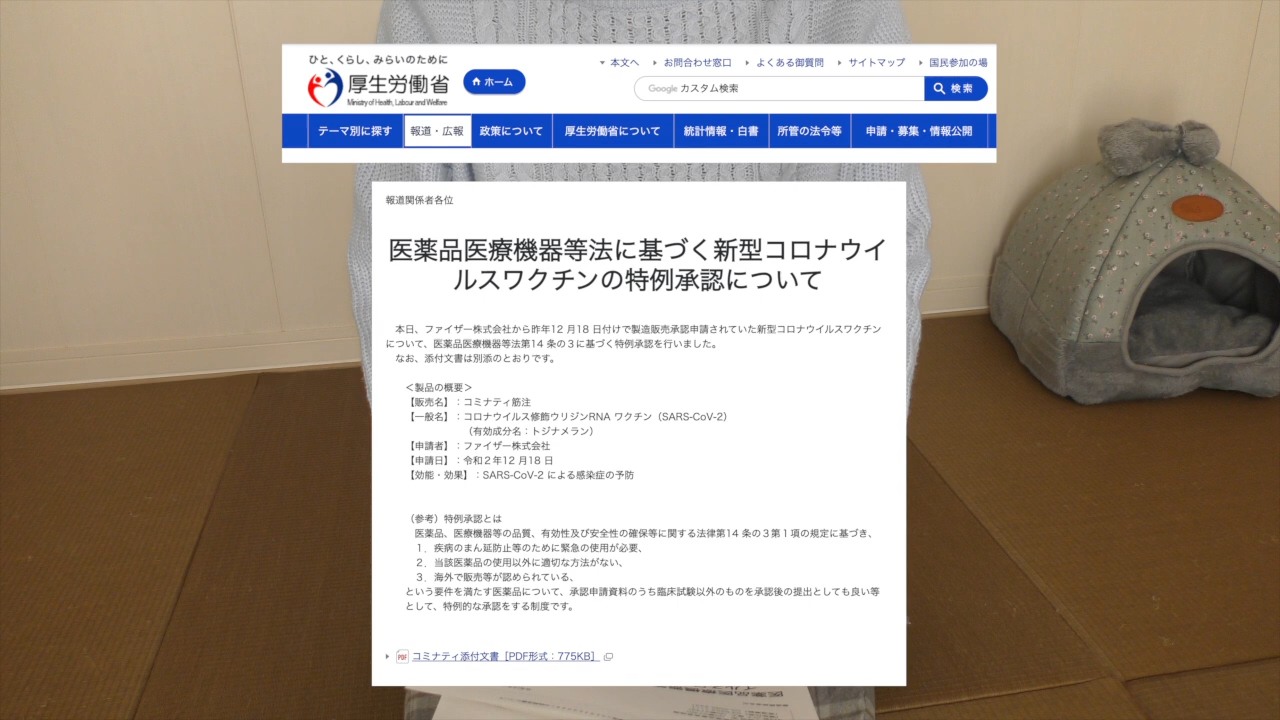 ひと、くらし、みらいのために
厚生労働省
Ministry of Health, Labour and Welfare
ホーム
本文へ お問合わせ窓口 よくある御質問 サイトマップ 国民参加の場
Google カスタム検索 検索
テーマ別に探す 報道・広報 政策について 厚生労働省について 統計情報・白書 所管の法令等 申請・募集・情報公開
報道関係者各位
医薬品医療機器等法に基づく新型コロナウイ
ルスワクチンの特例承認について
本日、ファイザー株式会社から昨年12 月18 日付けで製造販売承認申請されていた新型コロナウイルスワクチン
について、医薬品医療機器等法第14 条の３に基づく特例承認を行いました。
なお、添付文書は別添のとおりです。
＜製品の概要＞
【販売名】：コミナティ筋注
【一般名】：コロナウイルス修飾ウリジンRNA ワクチン（SARS-CoV-2）
（有効成分名：トジナメラン）
【申請者】：ファイザー株式会社
【申請日】：令和２年12 月18 日
【効能・効果】：SARS-CoV-2 による感染症の予防
（参考）特例承認とは
医薬品、医療機器等の品質、有効性及び安全性の確保等に関する法律第14 条の３第１項の規定に基づき、
１．疾病のまん延防止等のために緊急の使用が必要、
２．当該医薬品の使用以外に適切な方法がない、
３．海外で販売等が認められている、
という要件を満たす医薬品について、承認申請資料のうち臨床試験以外のものを承認後の提出としても良い等
として、特例的な承認をする制度です。
PDF コミナティ添付文書［PDF形式：775KB］